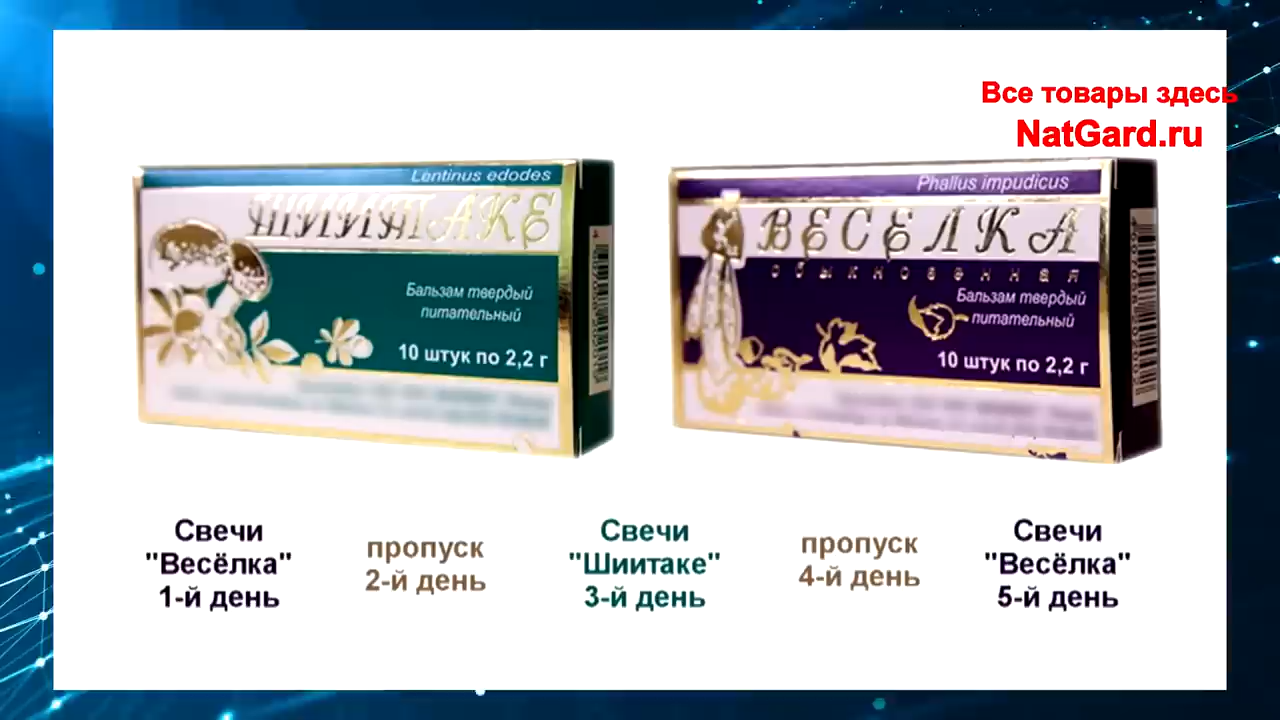 Все товары здесь
NatGard.ru
Lentinus edodes
ШИИТАКЕ
Бальзам твердый
питательный
10 штук по 2,2 г
Phallus impudicus
ВЕСЁЛКА
обыкновенная
Бальзам твердый
питательный
10 штук по 2,2 г
Свечи
"Весёлка"
1-й день
пропуск
2-й день
Свечи
"Шиитаке"
3-й день
пропуск
4-й день
Свечи
"Весёлка"
5-й день